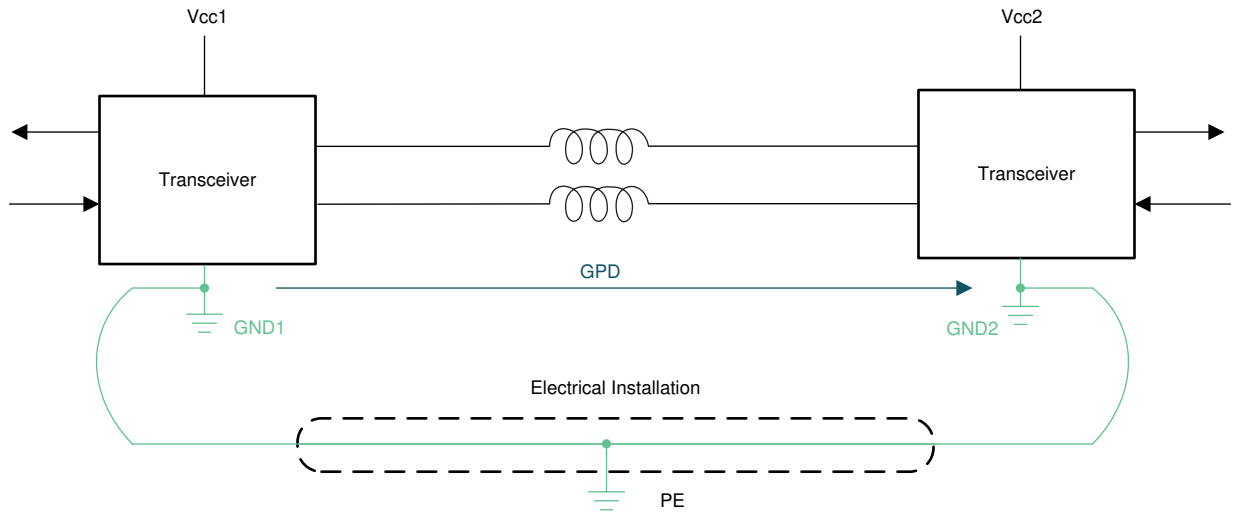 Vcc1
Vcc2
Transceiver
Transceiver
GPD
GND1
GND2
Electrical Installation
PE